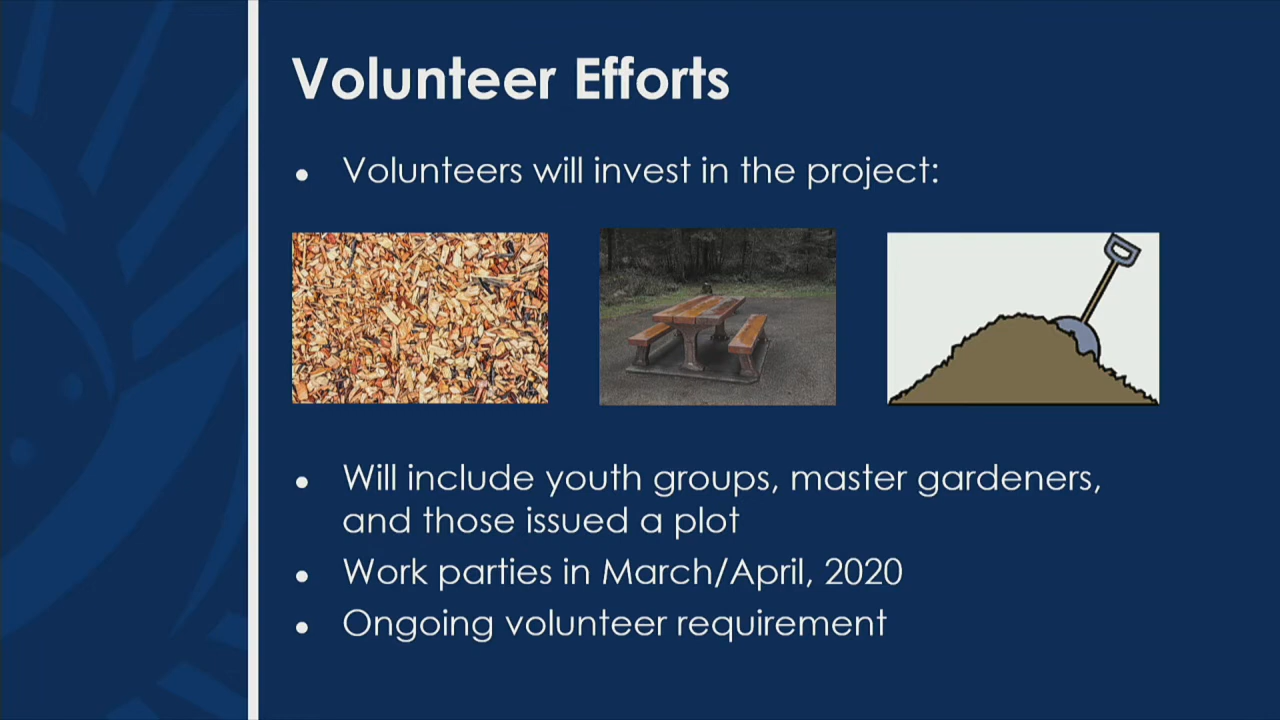 Volunteer Efforts
• Volunteers will invest in the project:
• Will include youth groups, master gardeners,
and those issued a plot
• Work parties in March/April, 2020
• Ongoing volunteer requirement